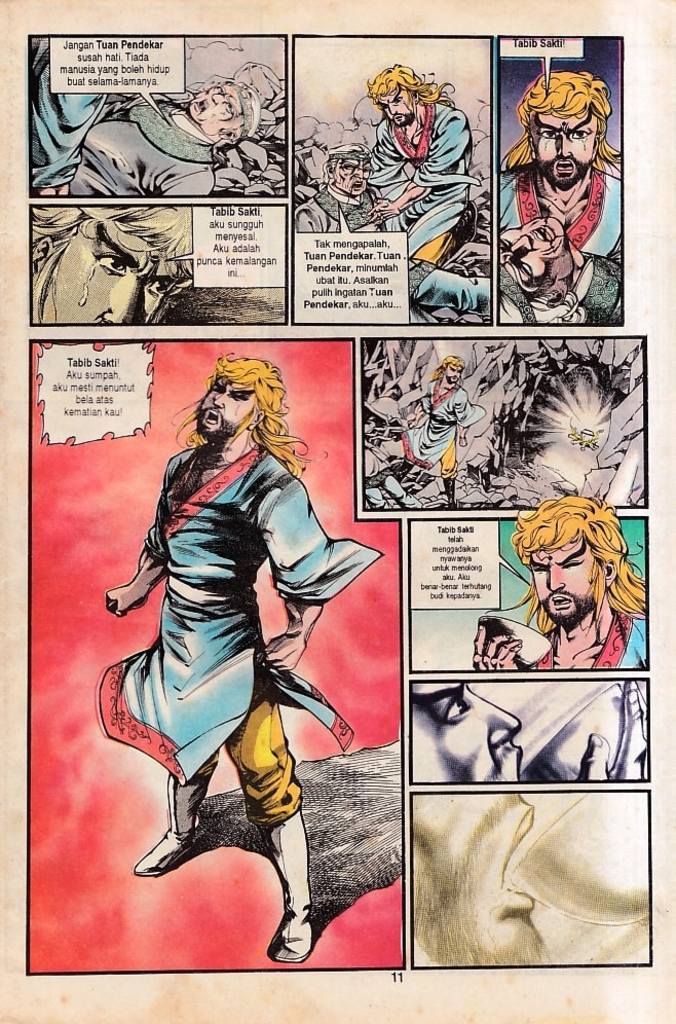 Jangan Tuan Pendekar
susah hati. Tiada
manusia yang boleh hidup
buat selama-lamanya.
Tabib Sakti,
aku sungguh
menyesal.
Aku adalah
punca kemalangan
ini...
Tak mengapalah,
Tuan Pendekar. Tuan
Pendekar, minumlah
ubat itu. Asalkan
pulih ingatan Tuan
Pendekar, aku...aku...
Tabib Sakti!
Tabib Sakti!
Aku sumpah,
aku mesti menuntut
bela atas
kematian kau!
Tabib Sakti
telah
menggadaikan
nyawanya
untuk menolong
aku. Aku
benar-benar terhutang
budi kepadanya.
11